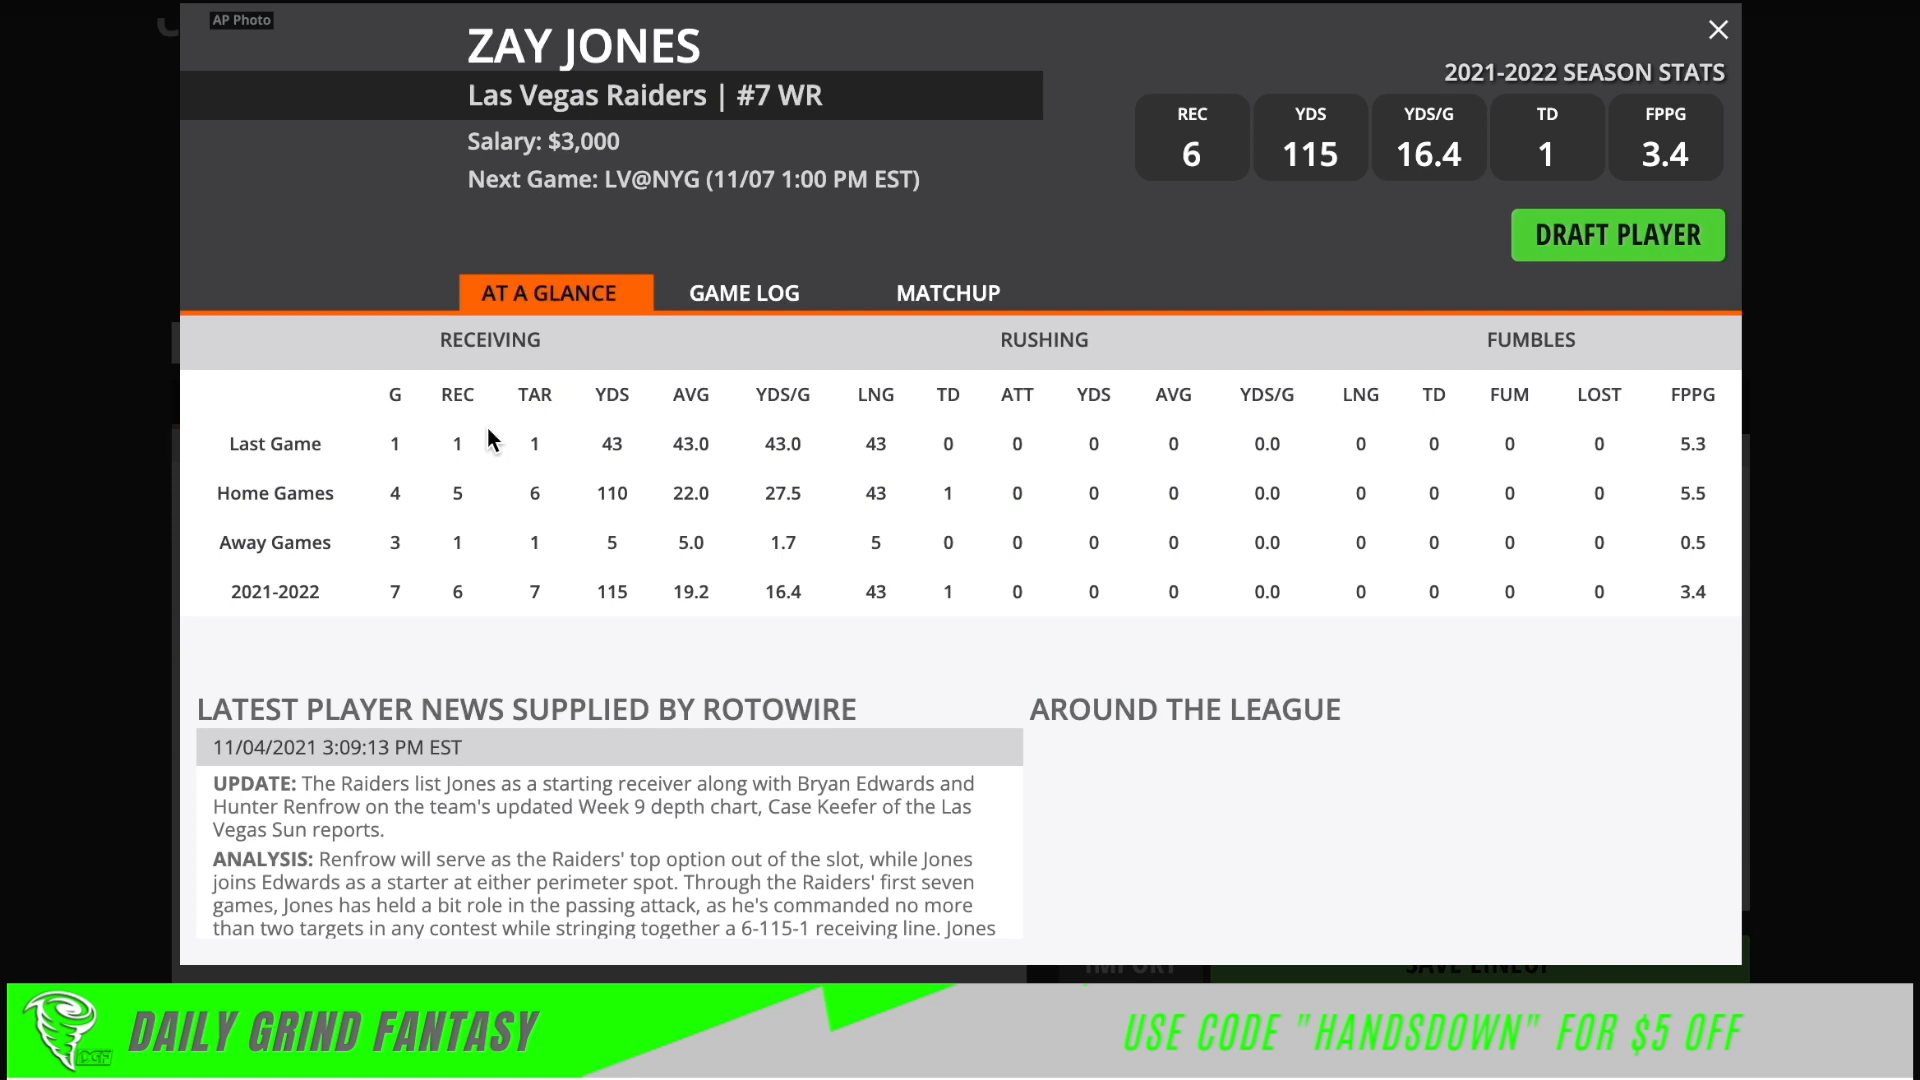 AP Photo
ZAY JONES
Las Vegas Raiders | #7 WR
Salary: $3,000
Next Game: LV@NYG (11/07 1:00 PM EST)
2021-2022 SEASON STATS
REC YDS YDS/G TD FPPG
6 115 16.4 1 3.4
DRAFT PLAYER
AT A GLANCE GAME LOG MATCHUP
RECEIVING RUSHING FUMBLES
G REC TAR YDS AVG YDS/G LNG TD ATT YDS AVG YDS/G LNG TD FUM LOST FPPG
Last Game 1 1 1 43 43.0 43.0 43 0 0 0 0 0.0 0 0 0 0 5.3
Home Games 4 5 6 110 22.0 27.5 43 1 0 0 0 0.0 0 0 0 0 5.5
Away Games 3 1 1 5 5.0 1.7 5 0 0 0 0 0.0 0 0 0 0 0.5
2021-2022 7 6 7 115 19.2 16.4 43 1 0 0 0 0.0 0 0 0 0 3.4
LATEST PLAYER NEWS SUPPLIED BY ROTOWIRE
11/04/2021 3:09:13 PM EST
UPDATE: The Raiders list Jones as a starting receiver along with Bryan Edwards and
Hunter Renfrow on the team's updated Week 9 depth chart, Case Keefer of the Las
Vegas Sun reports.
ANALYSIS: Renfrow will serve as the Raiders' top option out of the slot, while Jones
joins Edwards as a starter at either perimeter spot. Through the Raiders' first seven
games, Jones has held a bit role in the passing attack, as he's commanded no more
than two targets in any contest while stringing together a 6-115-1 receiving line. Jones
AROUND THE LEAGUE
IMPORT SAVE LINEUP
DGF
DAILY GRIND FANTASY
USE CODE "HANDSDOWN" FOR $5 OFF